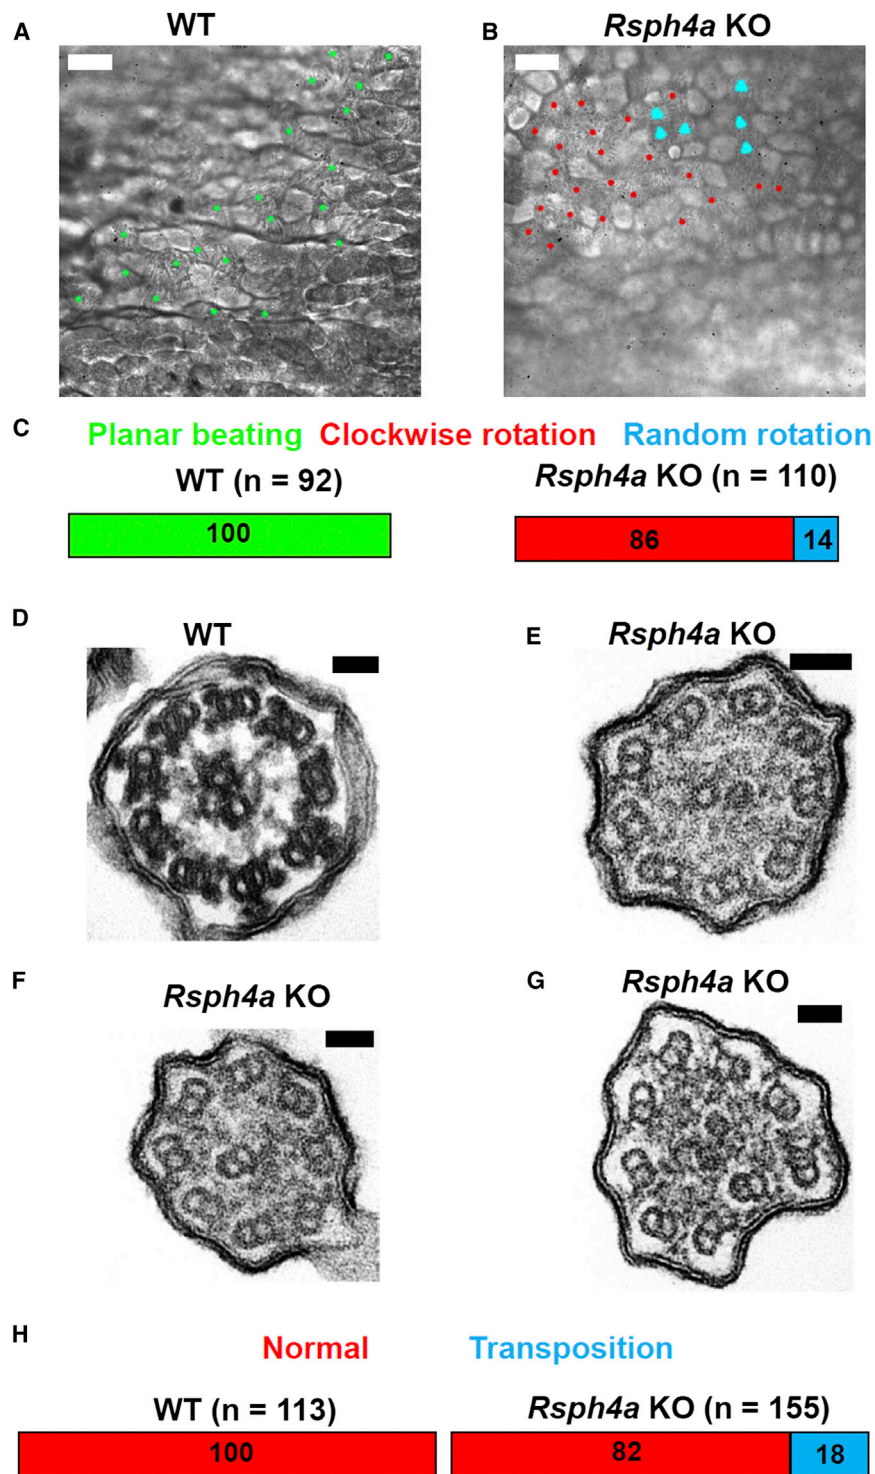 A
WT
B
Rsph4a KO
C
Planar beating Clockwise rotation Random rotation
WT (n = 92)
Rsph4a KO (n = 110)
100
86
14
D
WT
E
Rsph4a KO
F
Rsph4a KO
G
Rsph4a KO
H
Normal
Transposition
WT (n = 113)
Rsph4a KO (n = 155)
100
82
18